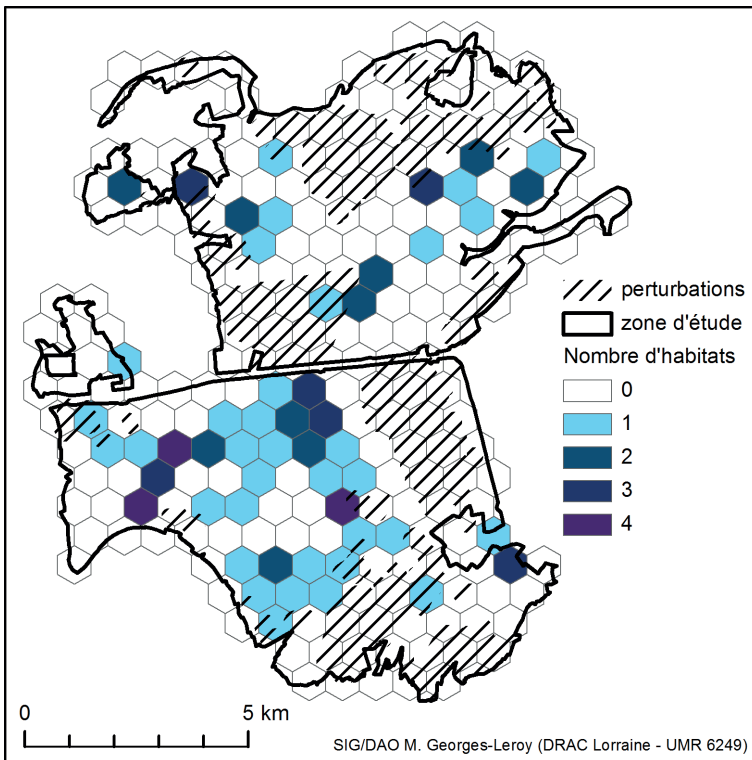 perturbations
zone d'étude
Nombre d'habitats
0
1
2
3
4
0 5 km
SIG/DAO M. Georges-Leroy (DRAC Lorraine - UMR 6249)